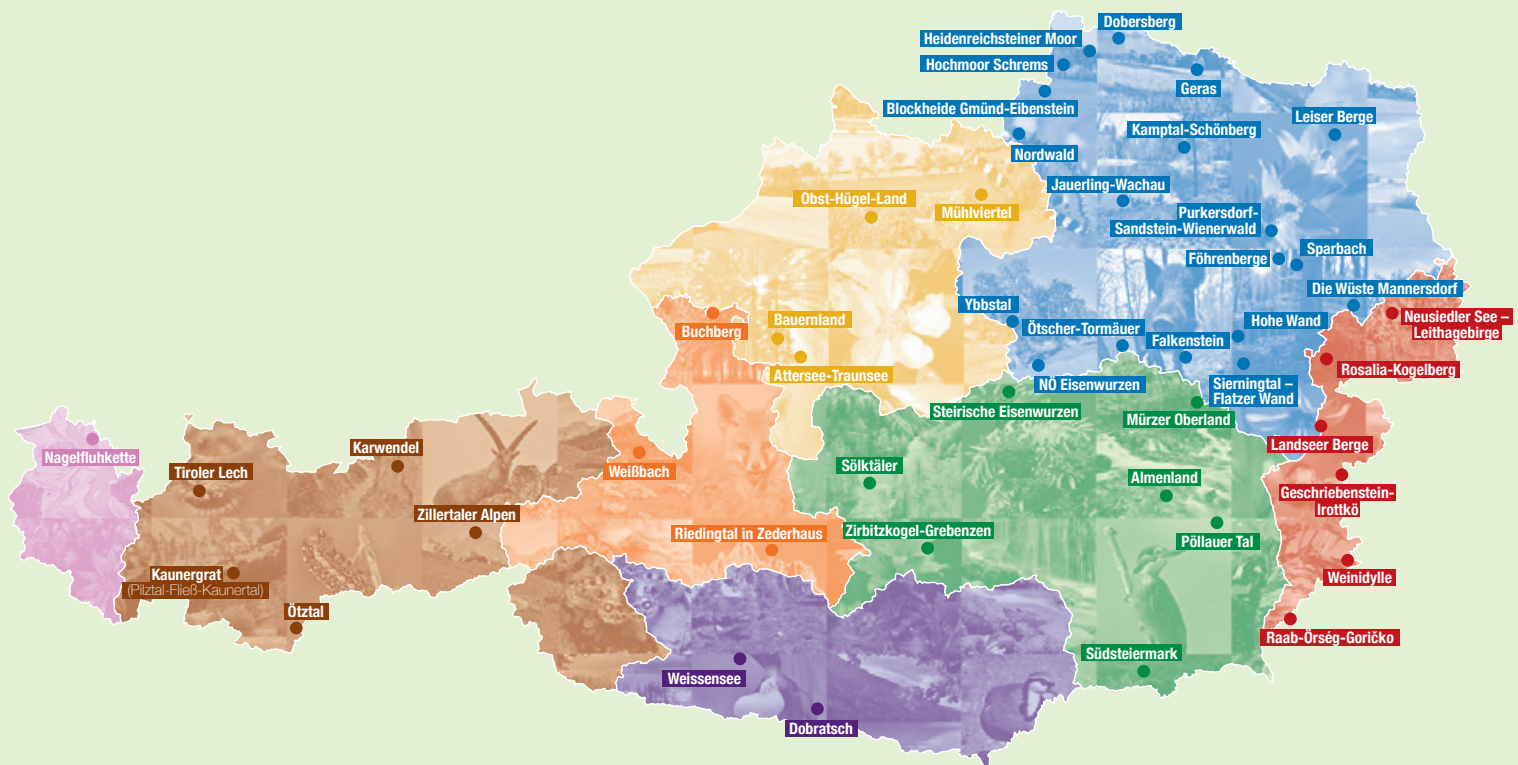 Dobersberg
Heidenreichsteiner Moor
Hochmoor Schrems
Geras
Blockheide Gmünd-Eibenstein
Leiser Berge
Kamptal-Schönberg
Nordwald
Jauerling-Wachau
Obst-Hügel-Land
Mühlviertel
Purkersdorf-
Sandstein-Wienerwald
Sparbach
Föhrenberge
Die Wüste Mannersdorf
Ybbstal
Neusiedler See –
Leithagebirge
Bauernland
Hohe Wand
Ötscher-Tormäuer
Buchberg
Falkenstein
Rosalia-Kogelberg
Attersee-Traunsee
NÖ Eisenwurzen
Sierningtal –
Flatzer Wand
Steirische Eisenwurzen
Mürzer Oberland
Landseer Berge
Karwendel
Nagelfluhkette
Tiroler Lech
Weißbach
Sölktäler
Almenland
Geschriebenstein-
Irottkö
Zillertaler Alpen
Riedingtal in Zederhaus
Zirbitzkogel-Grebenzen
Pöllauer Tal
Kaunergrat
(Pilztal-Fließ-Kaunertal)
Weinidylle
Ötztal
Raab-Örség-Goričko
Südsteiermark
Weissensee
Dobratsch